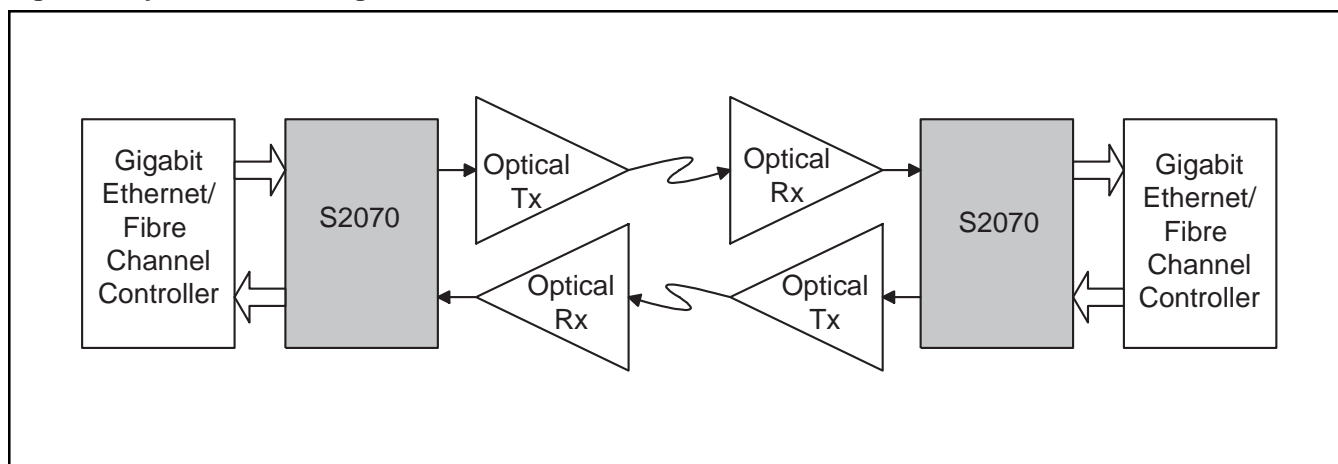 Gigabit
Ethernet/
Fibre
Channel
Controller
S2070
Optical
Tx
Optical
Rx
Optical
Rx
Optical
Tx
S2070
Gigabit
Ethernet/
Fibre
Channel
Controller